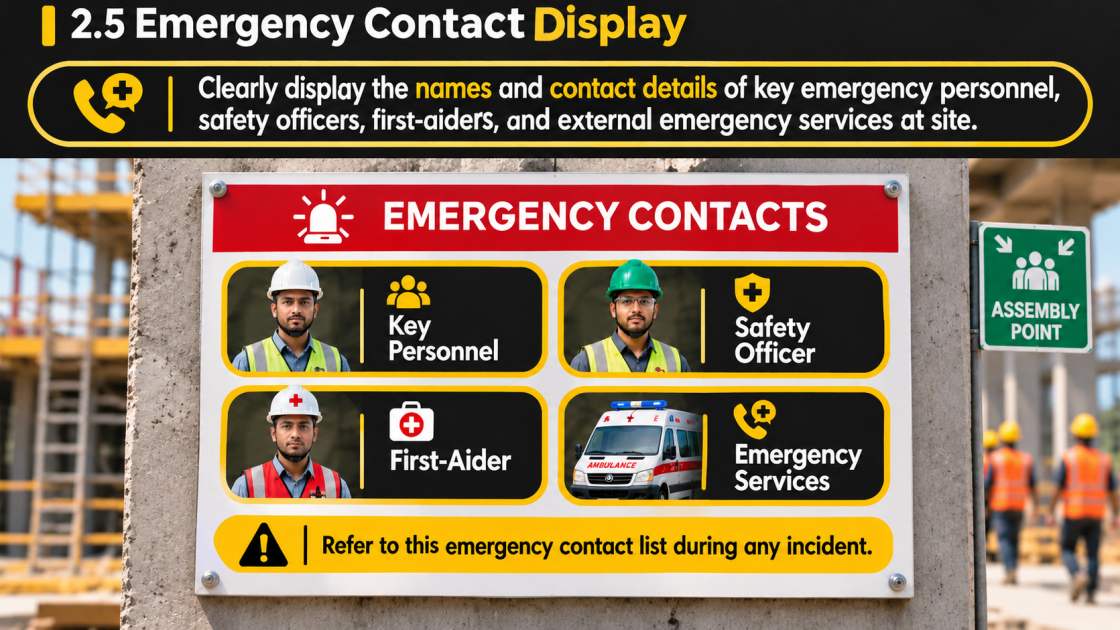 2.5 Emergency Contact Display
Clearly display the names and contact details of key emergency personnel,
safety officers, first-aiders, and external emergency services at site.
EMERGENCY CONTACTS
Key
Personnel
Safety
Officer
First-Aider
AMBULANCE
Emergency
Services
Refer to this emergency contact list during any incident.
ASSEMBLY
POINT